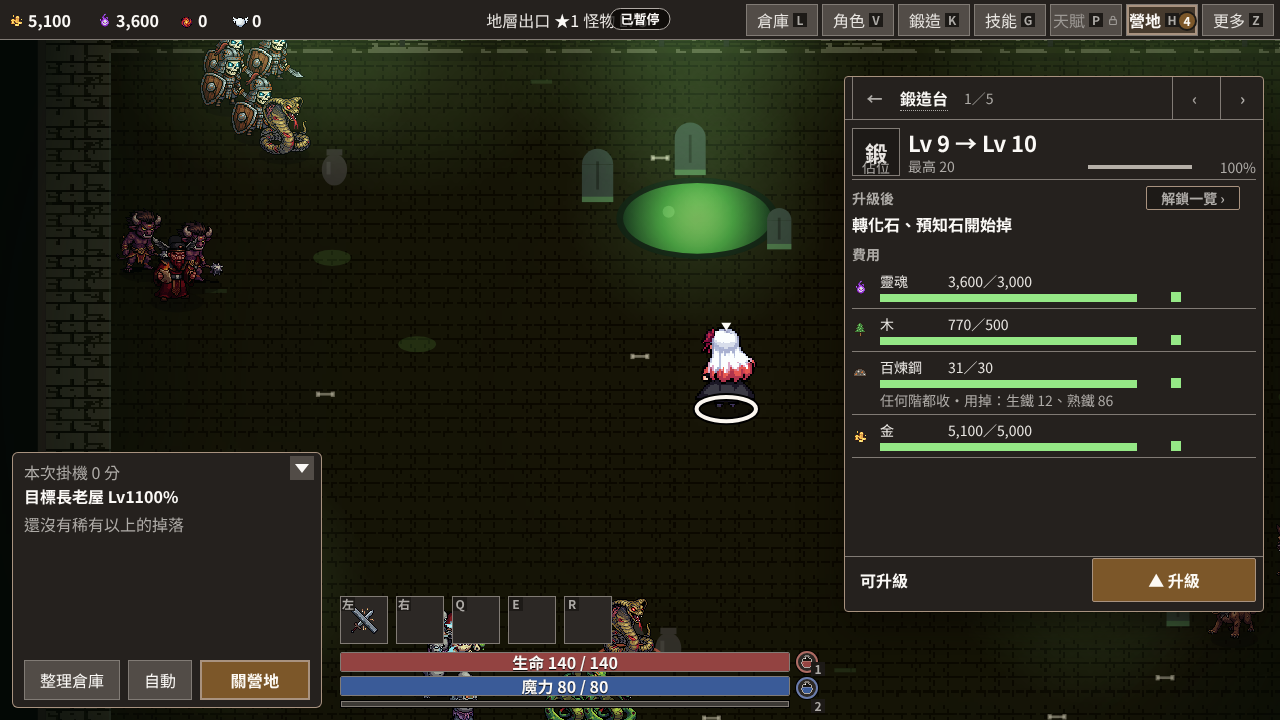 5,100 3,600 0 0 地層出口 ★1 怪物 已暫停 倉庫 L 角色 V 鍛造 K 技能 G 天賦 P 營地 H 4 更多 Z
← 鍛造台 1/5 ‹ ›
鍛 佔位 Lv 9 → Lv 10
最高 20 100%
升級後 解鎖一覽 ›
轉化石、預知石開始掉
費用
靈魂 3,600／3,000
木 770／500
百煉鋼 31／30
任何階都收・用掉：生鐵 12、熟鐵 86
金 5,100／5,000
可升級 ▲ 升級
本次掛機 0 分 ▼
目標長老屋 Lv1100%
還沒有稀有以上的掉落
整理倉庫 自動 關營地
左 右 Q E R
生命 140 / 140 1
魔力 80 / 80 2